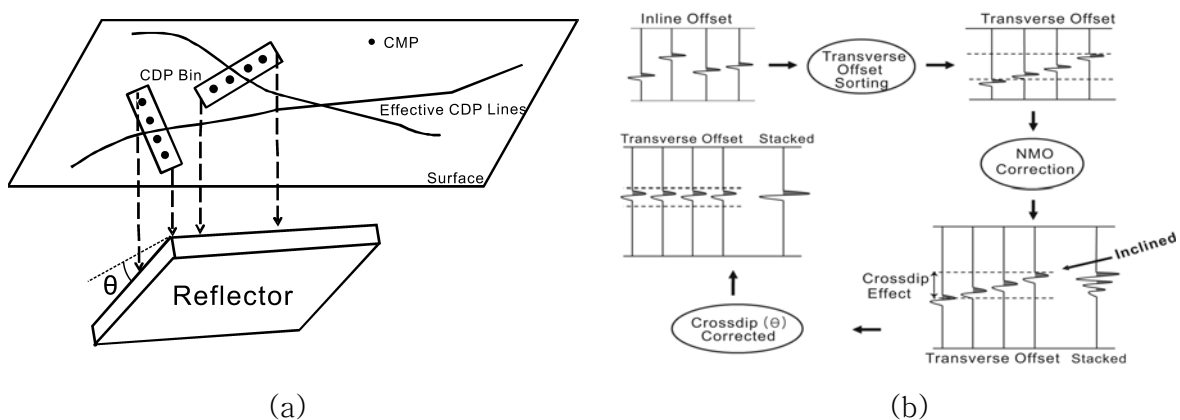 CMP
CDP Bin
Effective CDP Lines
Surface
θ
Reflector
(a)
Inline Offset
Transverse
Offset
Sorting
Transverse Offset
NMO
Correction
Inclined
Crossdip
Effect
Transverse Offset Stacked
Crossdip (Θ)
Corrected
Transverse Offset Stacked
(b)